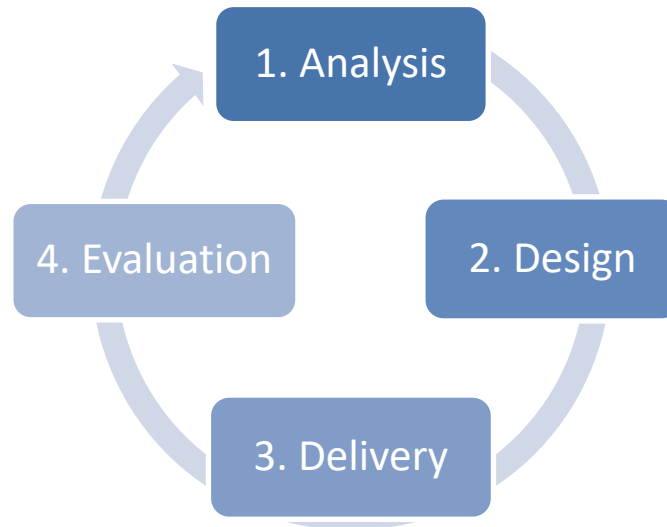 1. Analysis
2. Design
3. Delivery
4. Evaluation